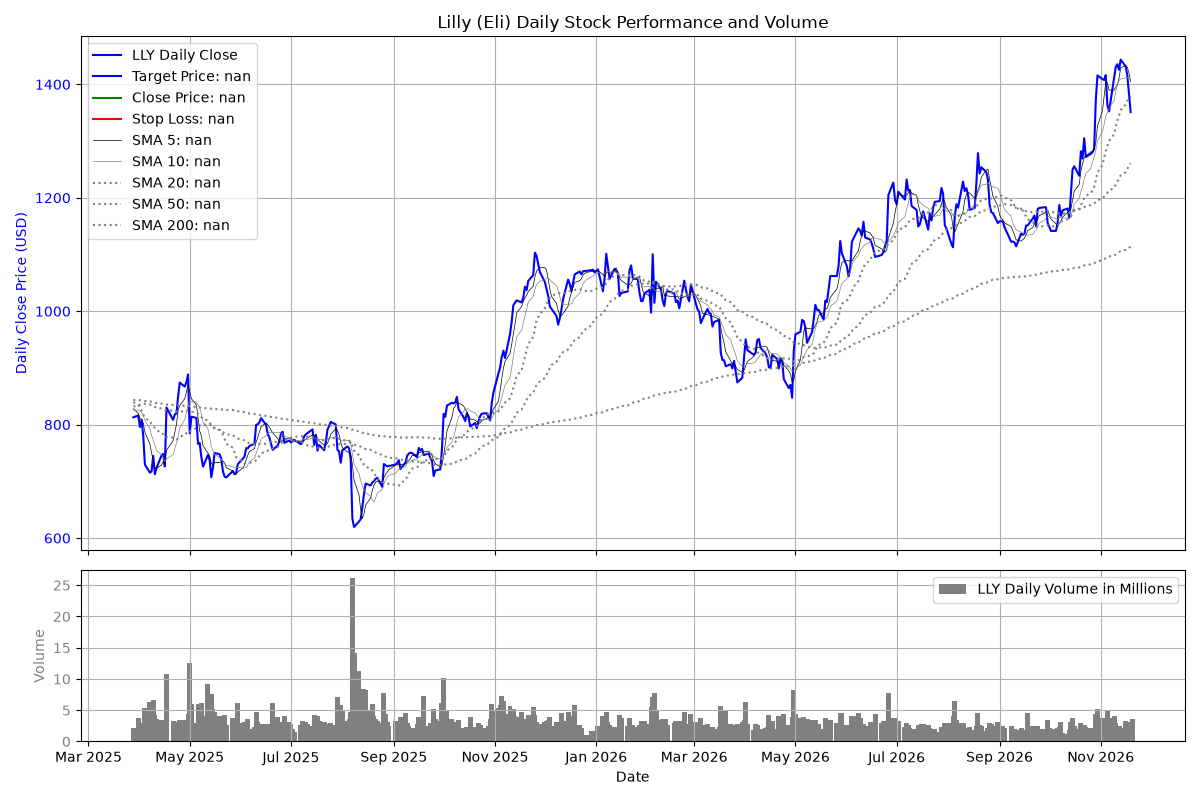 Lilly (Eli) Daily Stock Performance and Volume
LLY Daily Close
Target Price: nan
Close Price: nan
Stop Loss: nan
SMA 5: nan
SMA 10: nan
SMA 20: nan
SMA 50: nan
SMA 200: nan
1400
1200
1000
800
600
Daily Close Price (USD)
LLY Daily Volume in Millions
25
20
15
10
5
0
Volume
Mar 2025 May 2025 Jul 2025 Sep 2025 Nov 2025 Jan 2026 Mar 2026 May 2026 Jul 2026 Sep 2026 Nov 2026
Date